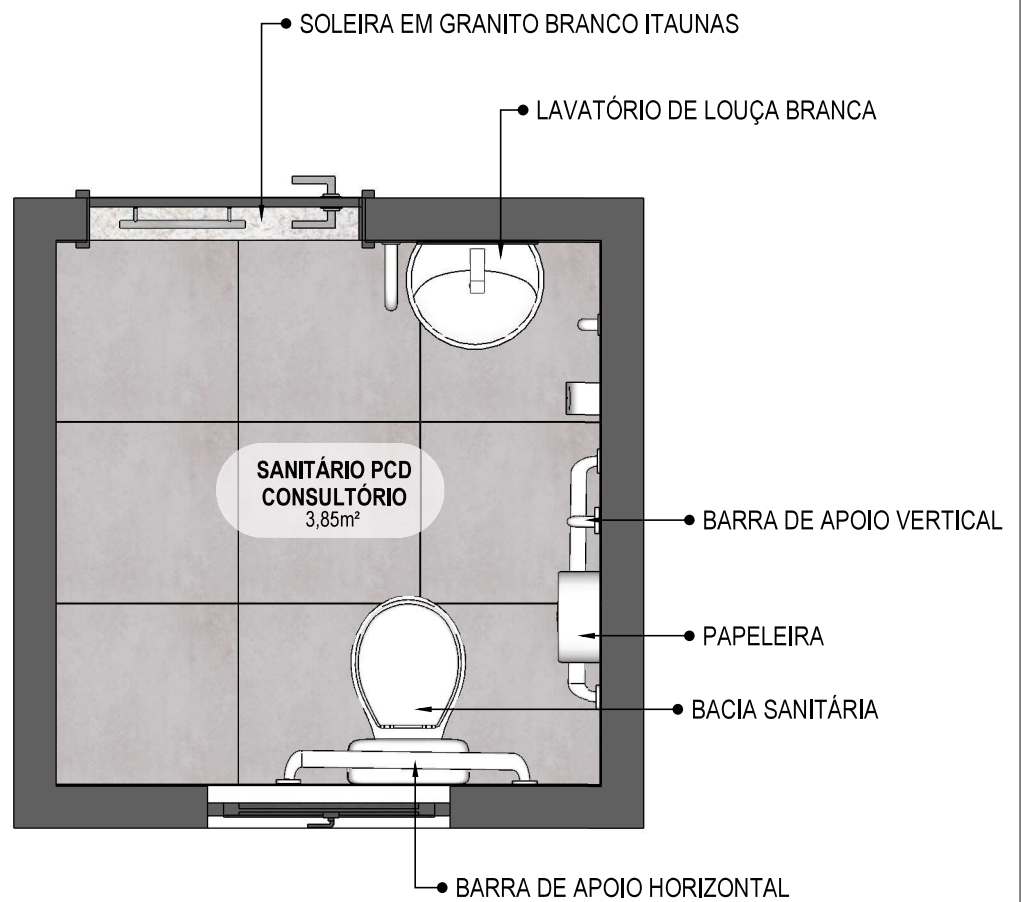 SOLEIRA EM GRANITO BRANCO ITAUNAS
LAVATÓRIO DE LOUÇA BRANCA
SANITÁRIO PCD
CONSULTÓRIO
3,85m²
BARRA DE APOIO VERTICAL
PAPELEIRA
BACIA SANITÁRIA
BARRA DE APOIO HORIZONTAL